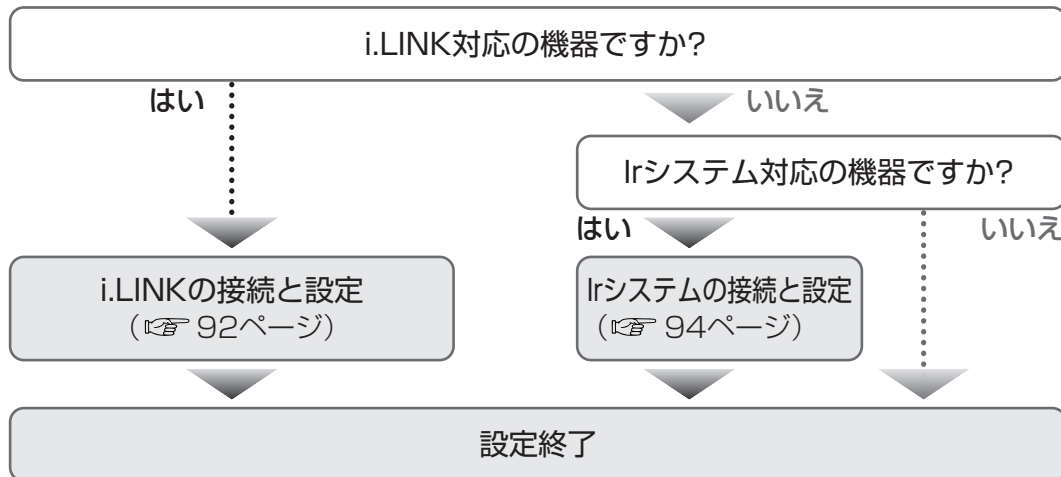 i.LINK対応の機器ですか?
はい
いいえ
Irシステム対応の機器ですか?
はい
いいえ
i.LINKの接続と設定
(☞ 92ページ)
Irシステムの接続と設定
(☞ 94ページ)
設定終了